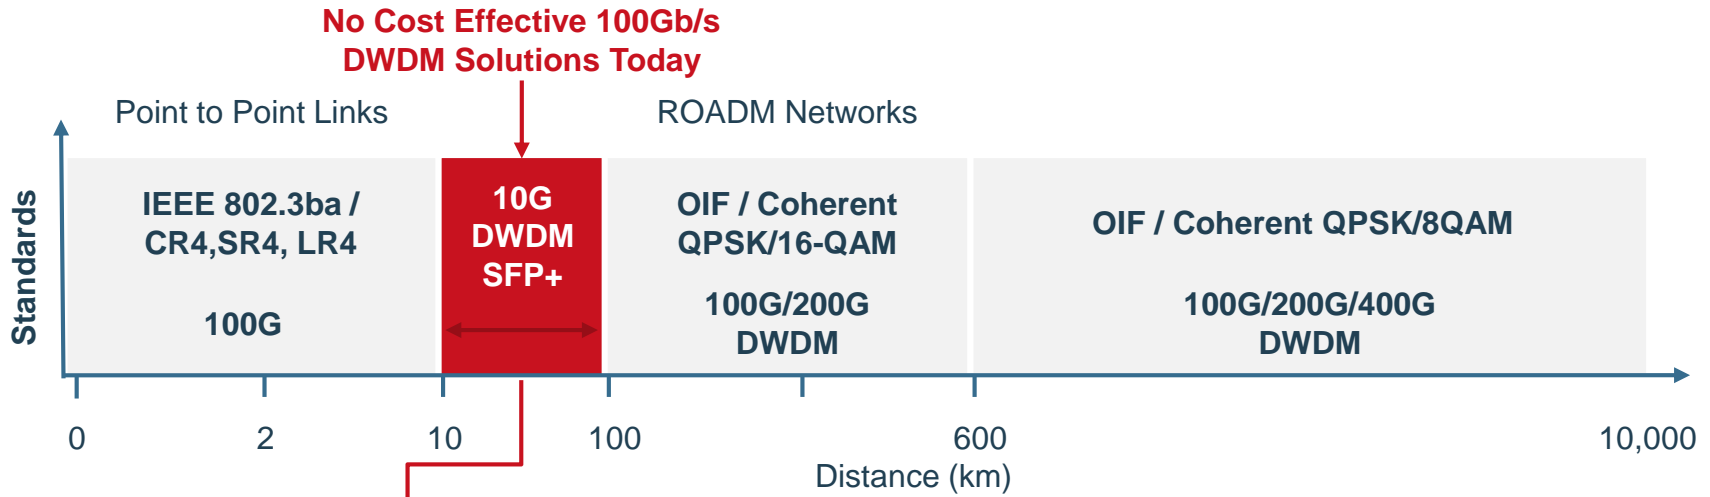 No Cost Effective 100Gb/s
DWDM Solutions Today
Point to Point Links
ROADM Networks
Standards
IEEE 802.3ba /
CR4,SR4, LR4
100G
10G
DWDM
SFP+
OIF / Coherent
QPSK/16-QAM
100G/200G
DWDM
OIF / Coherent QPSK/8QAM
100G/200G/400G
DWDM
0
2
10
100
600
10,000
Distance (km)